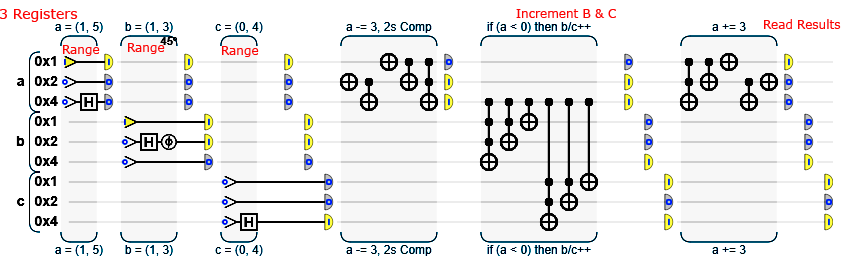 3 Registers
Increment B & C
a = (1, 5) b = (1, 3) c = (0, 4) a -= 3, 2s Comp if (a < 0) then b/c++ a += 3
Read Results
45°
Range Range Range
a
0x1
0x2
0x4 H
b
0x1
0x2 H
0x4
c
0x1
0x2
0x4 H
a = (1, 5) b = (1, 3) c = (0, 4) a -= 3, 2s Comp if (a < 0) then b/c++ a += 3